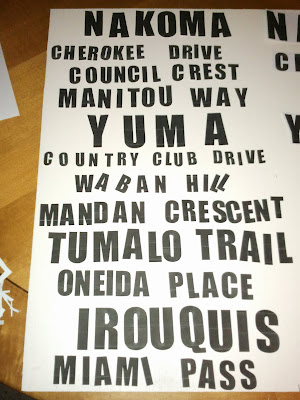 NAKOMA
CHEROKEE DRIVE
COUNCIL CREST
MANITOU WAY
YUMA
COUNTRY CLUB DRIVE
WABAN HILL
MANDAN CRESCENT
TUMALO TRAIL
ONEIDA PLACE
IROUQUIS
MIAMI PASS